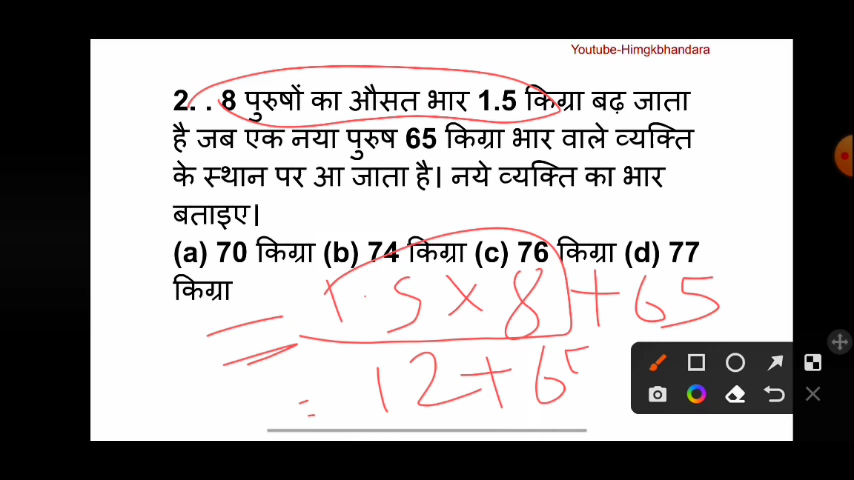 Youtube-Himgkbhandara
2. . 8 पुरुषों का औसत भार 1.5 किग्रा बढ़ जाता
है जब एक नया पुरुष 65 किग्रा भार वाले व्यक्ति
के स्थान पर आ जाता है। नये व्यक्ति का भार
बताइए।
(a) 70 किग्रा (b) 74 किग्रा (c) 76 किग्रा (d) 77
किग्रा
= 1.5 × 8 + 65
= 12 + 65